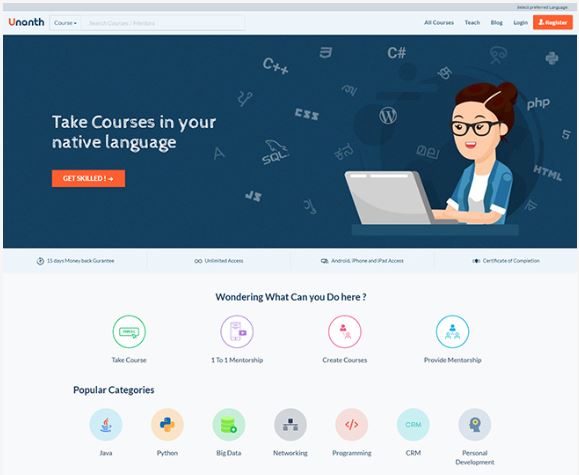 Select preferred Language
Unanth
Course
Search Courses / Mentors
All Courses
Teach
Blog
Login
Register
C++
C#
php
CSS
SQL
JS
HTML
Take Courses in your
native language
GET SKILLED !
15 days Money back Gurantee
Unlimited Access
Android, iPhone and iPad Access
Certificate of Completion
Wondering What Can you Do here ?
Take Course
1 To 1 Mentorship
Create Courses
Provide Mentorship
Popular Categories
CRM
Java
Python
Big Data
Networking
Programming
CRM
Personal
Development